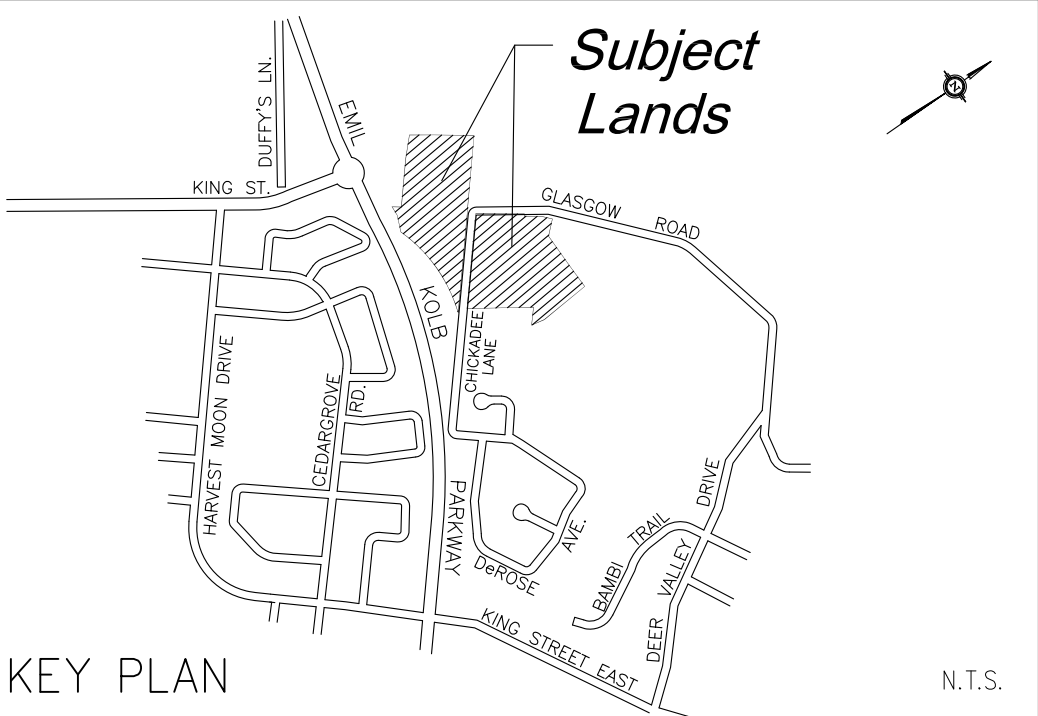 Subject
Lands
N
DUFFY'S LN.
EMIL
KING ST.
GLASGOW ROAD
KOLB
CHICKADEE
LANE
HARVEST MOON DRIVE
CEDARGROVE
RD.
PARKWAY
DRIVE
AVE.
TRAIL
DeROSE
BAMBI
VALLEY
DEER
KING STREET EAST
KEY PLAN
N.T.S.